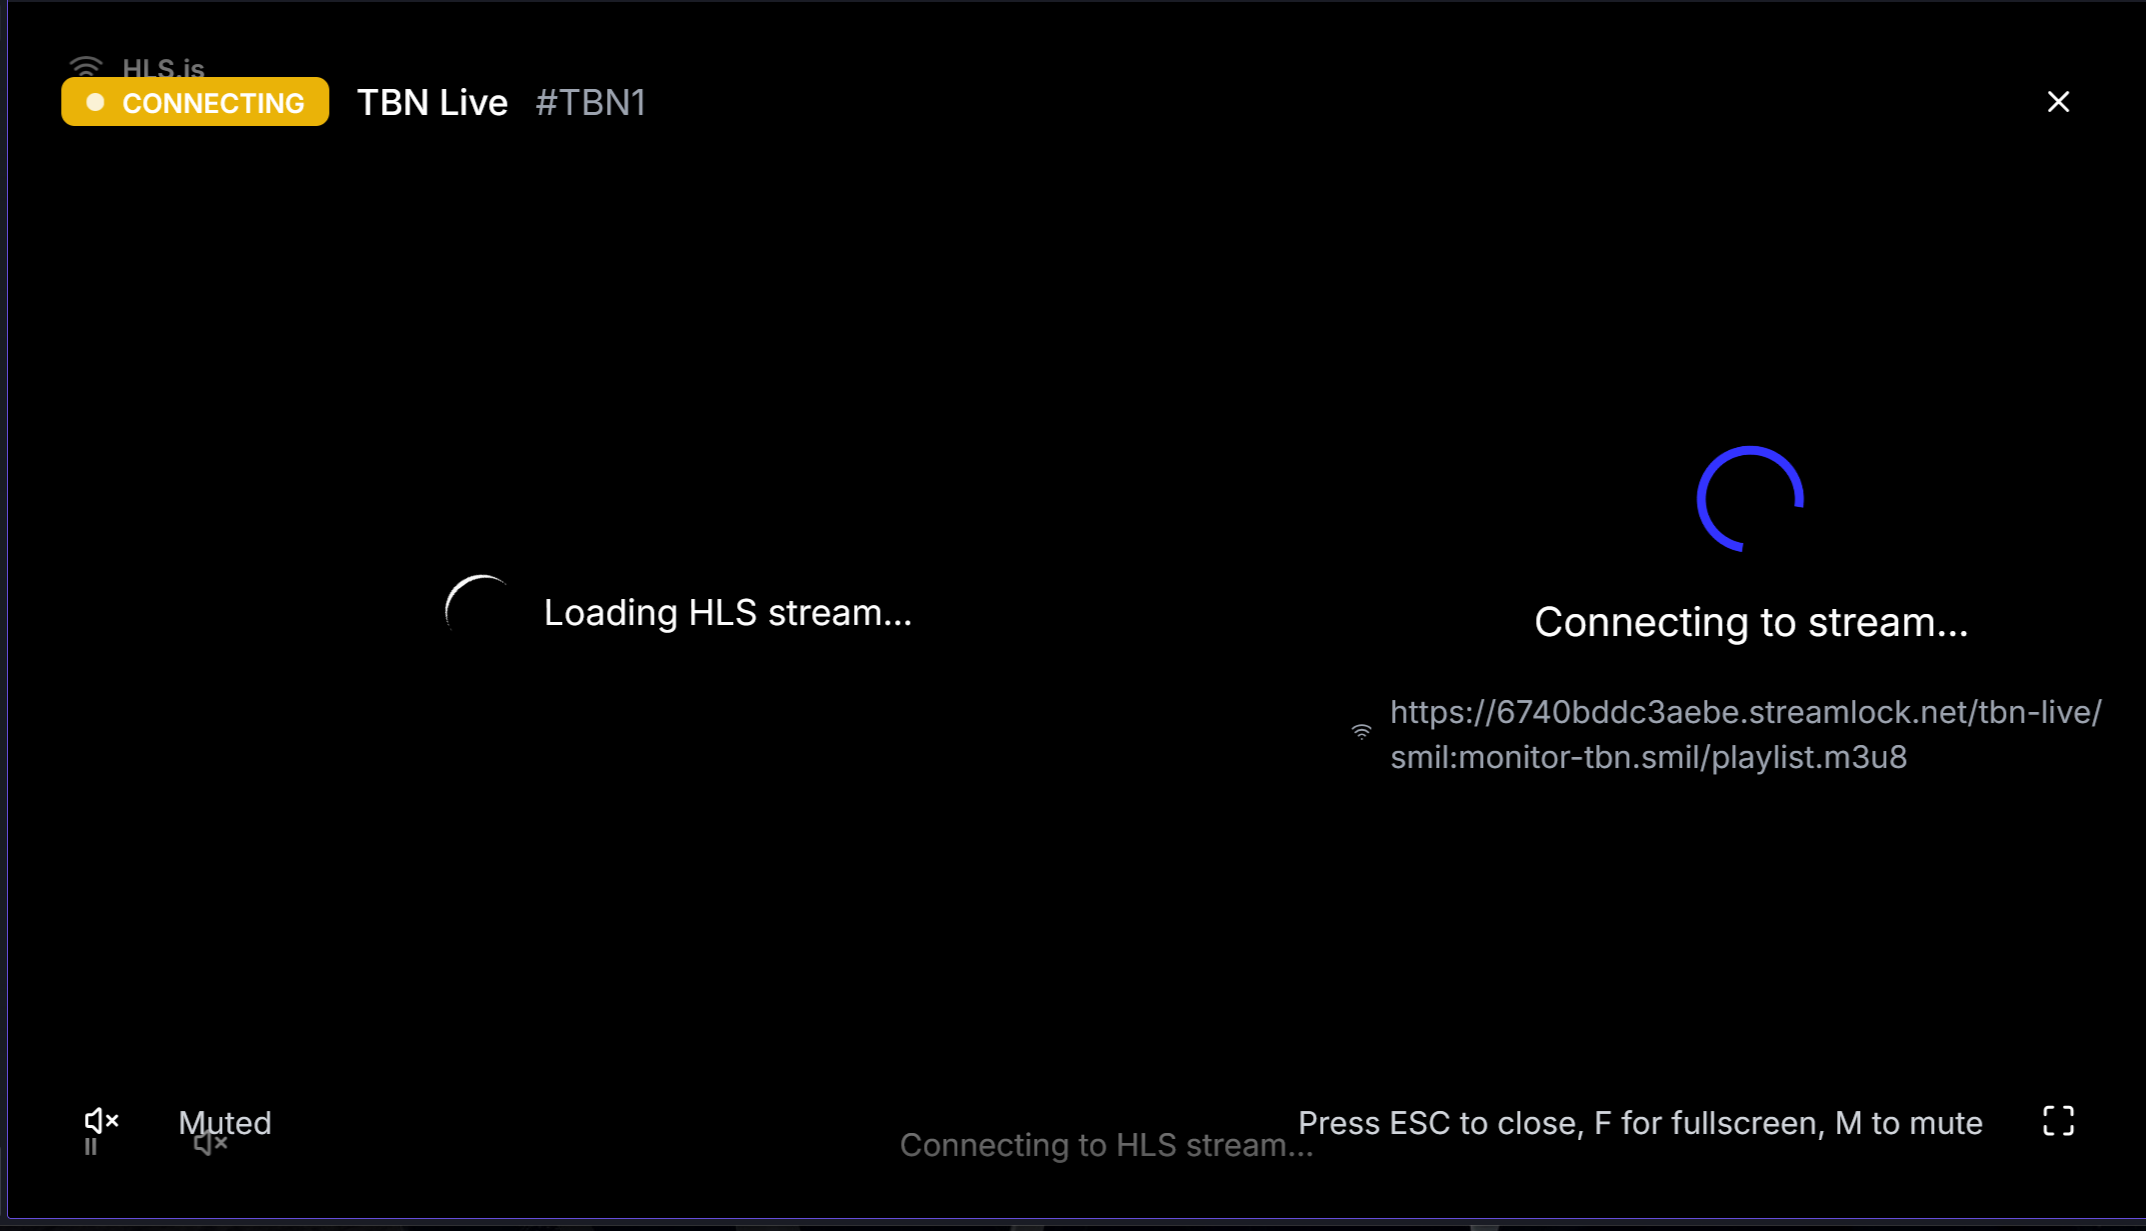 HLS.js
CONNECTING TBN Live #TBN1
Loading HLS stream...
Connecting to stream...
https://6740bddc3aebe.streamlock.net/tbn-live/
smil:monitor-tbn.smil/playlist.m3u8
Muted
Press ESC to close, F for fullscreen, M to mute
Connecting to HLS stream...